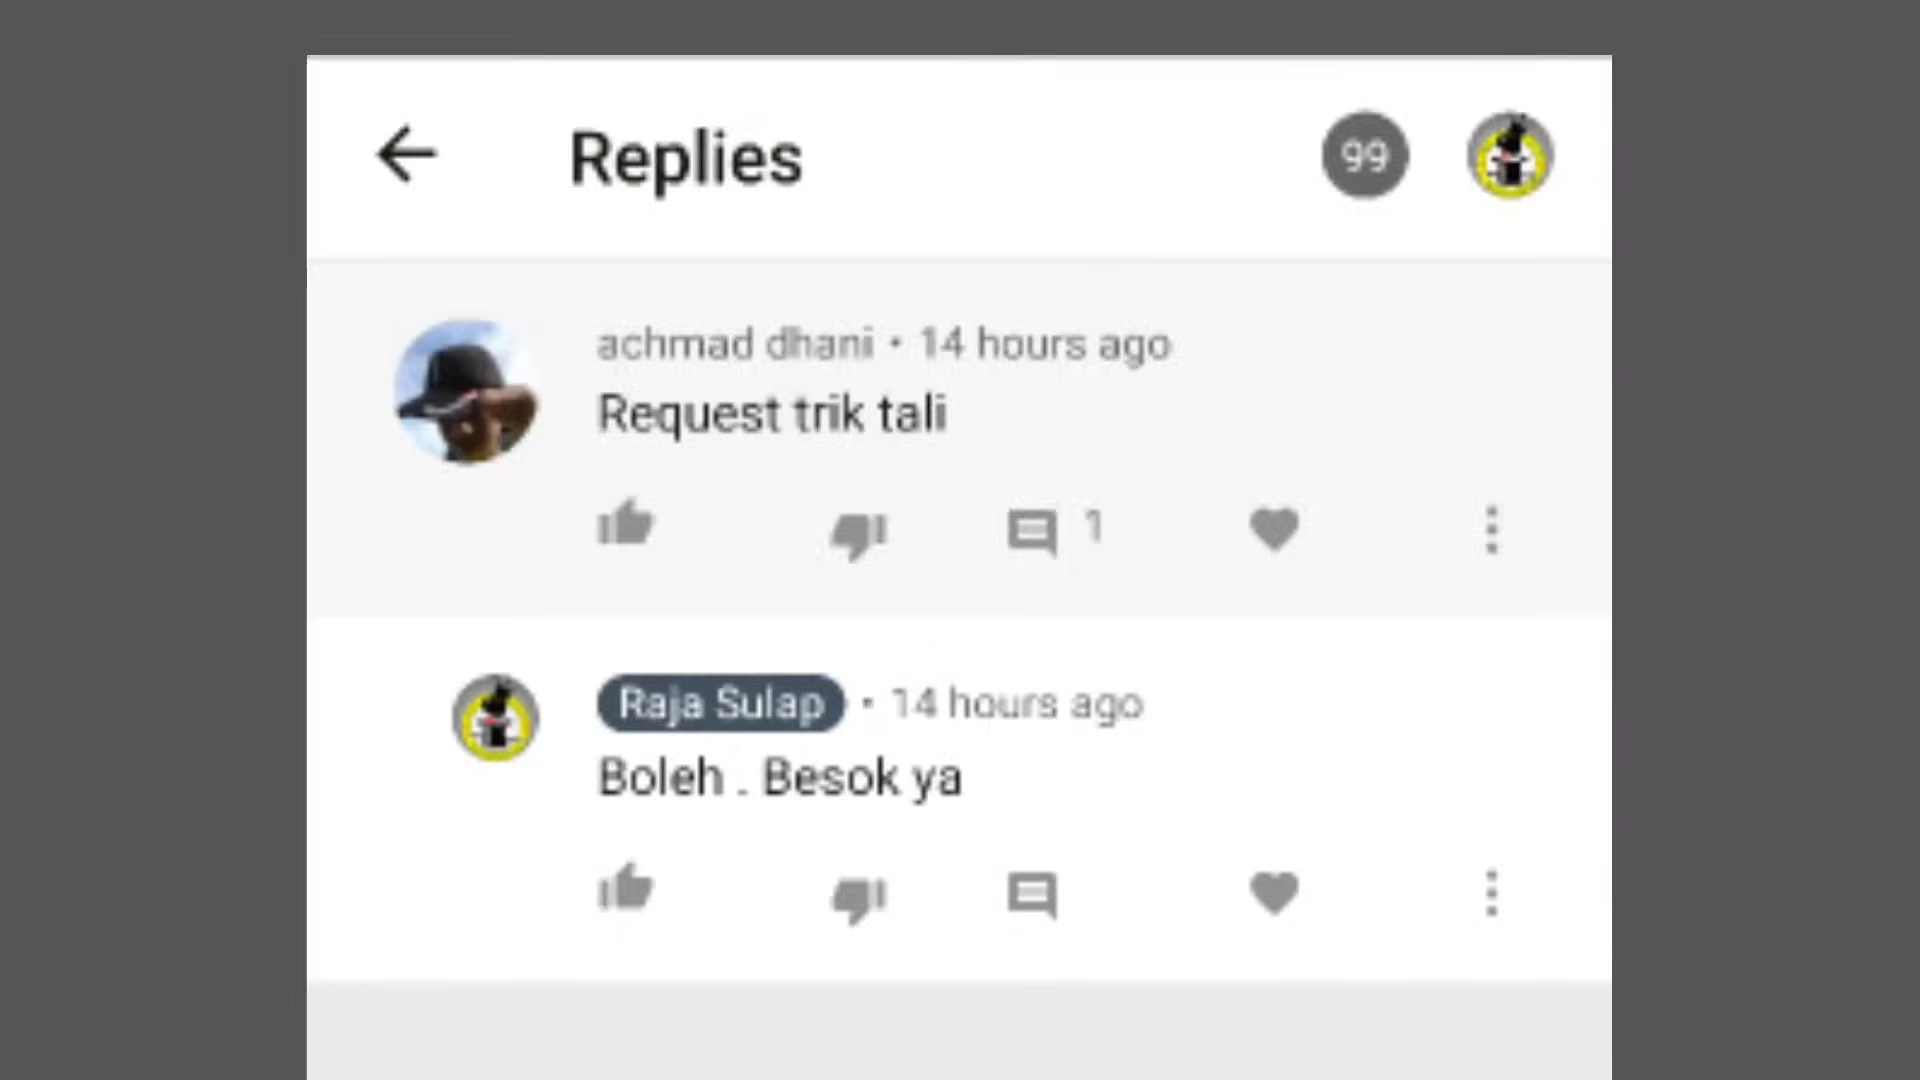 Replies
99
achmad dhani • 14 hours ago
Request trik tali
1
Raja Sulap • 14 hours ago
Boleh . Besok ya